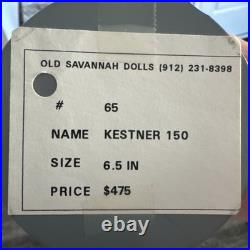 OLD SAVANNAH DOLLS (912) 231-8398
# 65
NAME KESTNER 150
SIZE 6.5 IN
PRICE $475